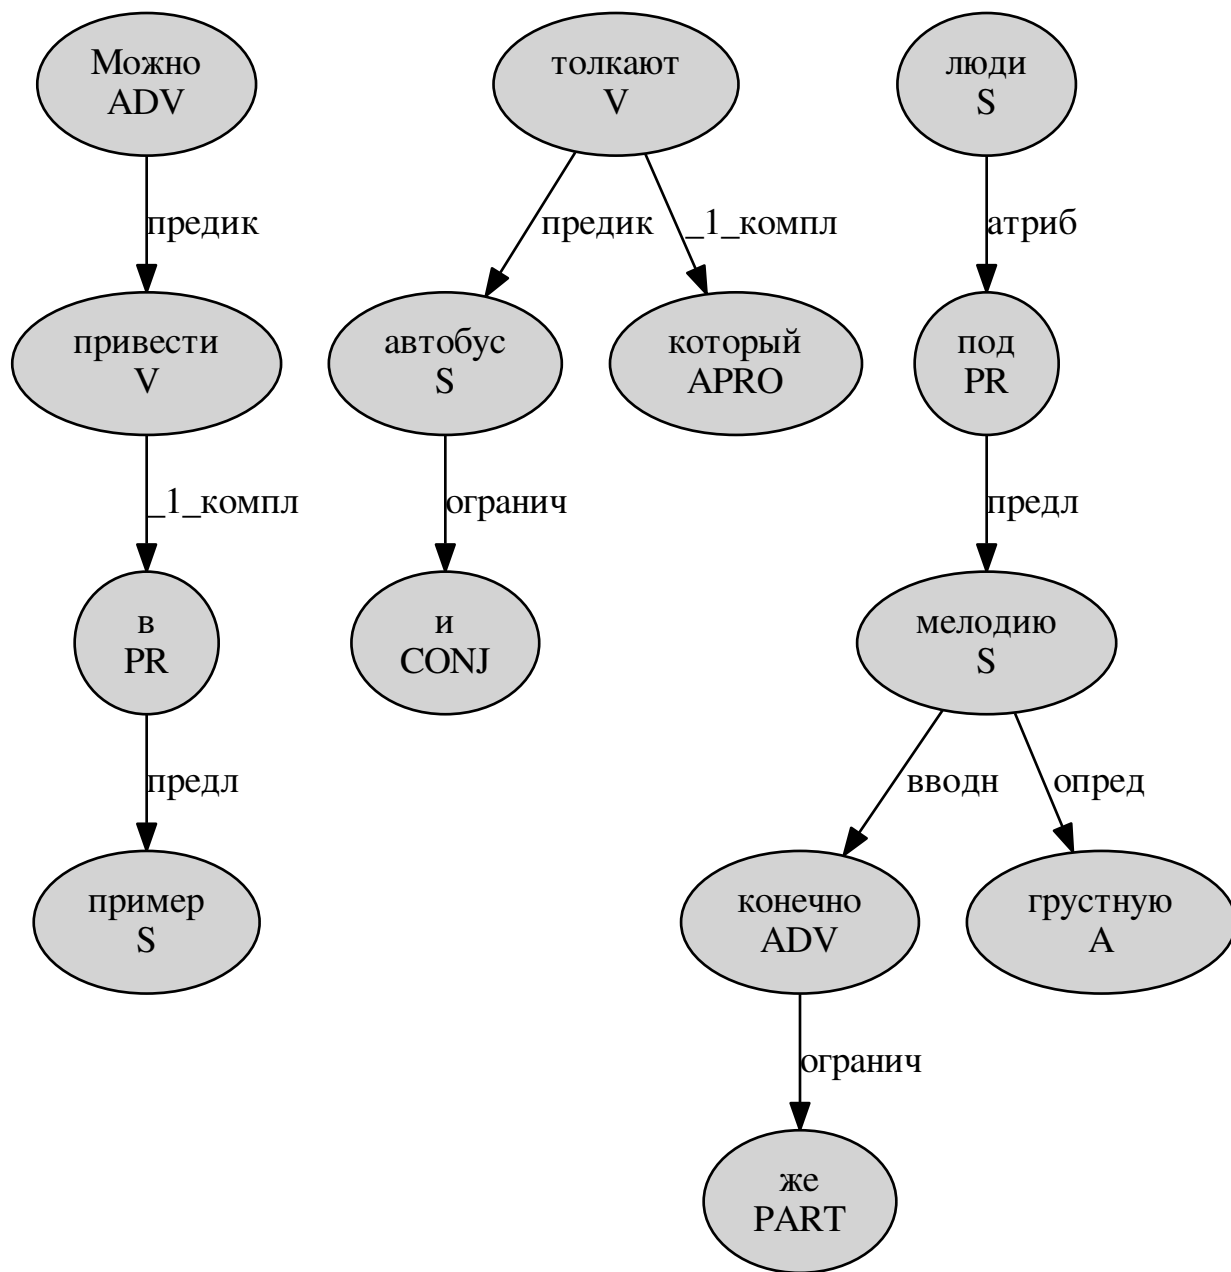 Можно
ADV
толкают
V
люди
S
предик
предик
_1_компл
атриб
привести
V
автобус
S
который
APRO
под
PR
_1_компл
огранич
предл
в
PR
и
CONJ
мелодию
S
предл
вводн
опред
пример
S
конечно
ADV
грустную
A
огранич
же
PART